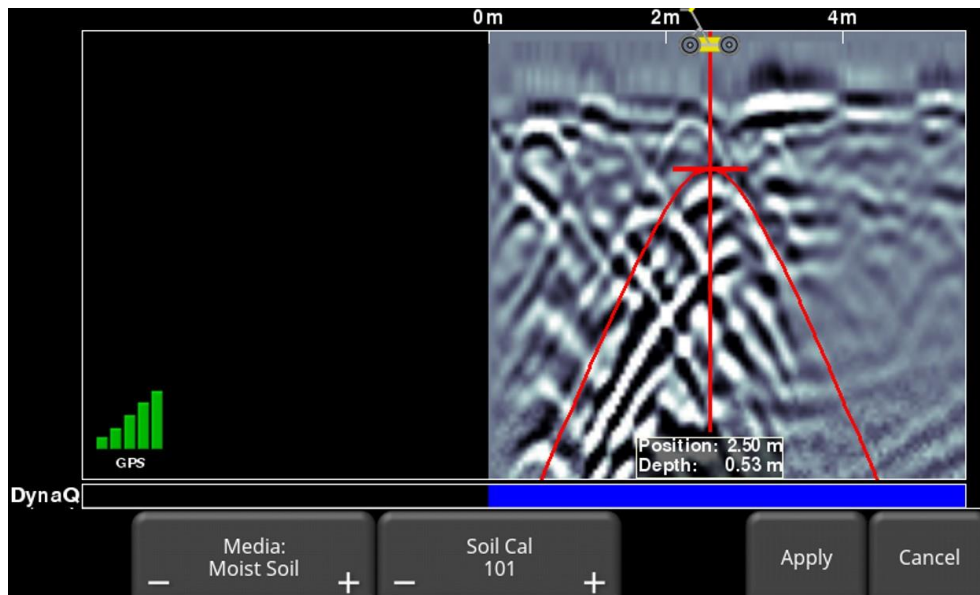 0m 2m 4m
GPS
Position: 2.50 m
Depth: 0.53 m
DynaQ
Media: Soil Cal
− Moist Soil + − 101 + Apply Cancel